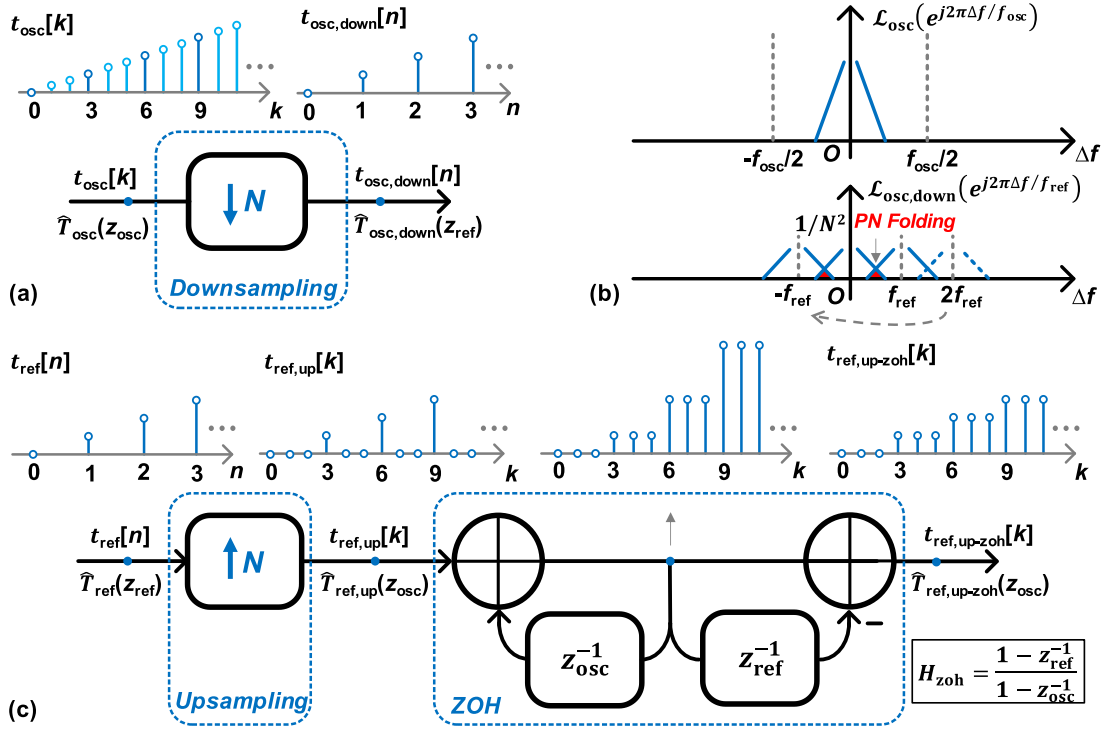 t_osc[k]
0 3 6 9 k
t_osc,down[n]
0 1 2 3 n
t_osc[k]
T̂_osc(z_osc)
↓N
t_osc,down[n]
T̂_osc,down(z_ref)
Downsampling
(a)
ℒ_osc(e^{j2πΔf/f_osc})
-f_osc/2 O f_osc/2 Δf
ℒ_osc,down(e^{j2πΔf/f_ref})
1/N² PN Folding
-f_ref O f_ref 2f_ref Δf
(b)
t_ref[n]
0 1 2 3 n
t_ref,up[k]
0 3 6 9 k
0 3 6 9 k
t_ref,up-zoh[k]
0 3 6 9 k
t_ref[n]
T̂_ref(z_ref)
↑N
Upsampling
t_ref,up[k]
T̂_ref,up(z_osc)
z_osc^{-1}
z_ref^{-1}
−
ZOH
t_ref,up-zoh[k]
T̂_ref,up-zoh(z_osc)
H_zoh = (1 − z_ref^{-1})/(1 − z_osc^{-1})
(c)